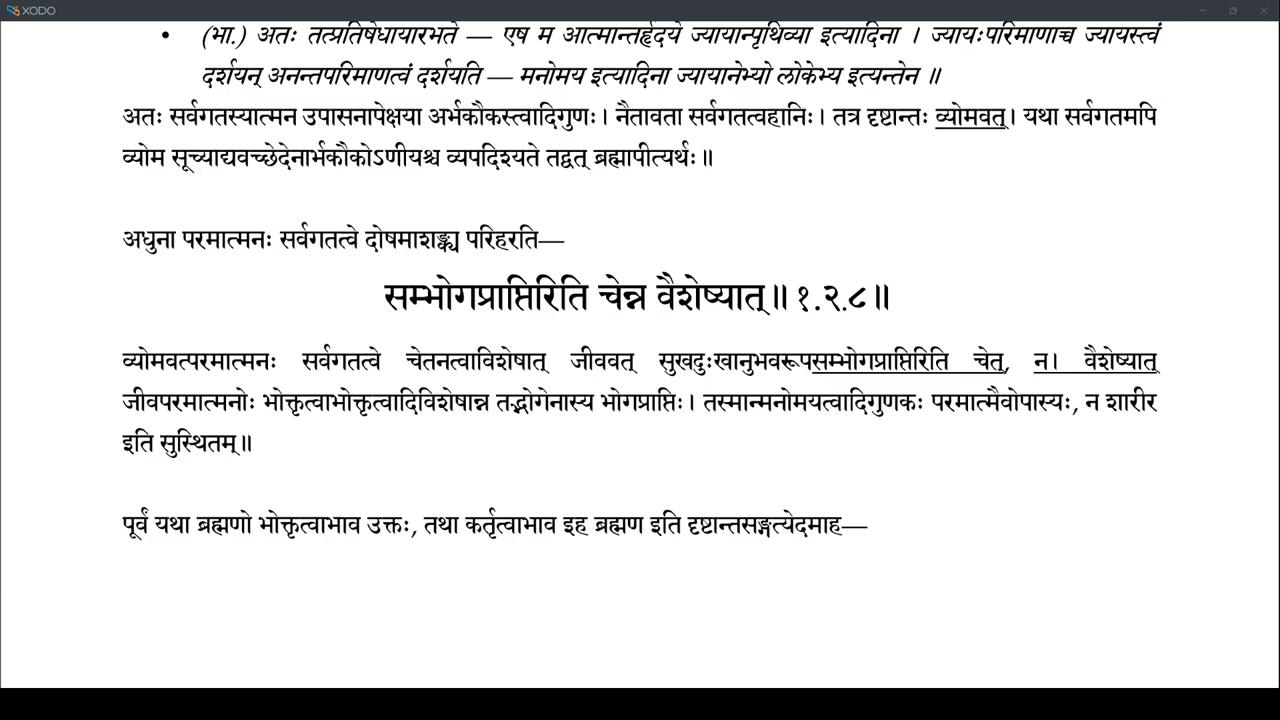 XODO
• (भा.) अतः तत्प्रतिषेधायारभते — एष म आत्मान्तर्हृदये ज्यायान्पृथिव्या इत्यादिना । ज्यायःपरिमाणाच्च ज्यायस्त्वं
दर्शयन् अनन्तपरिमाणत्वं दर्शयति — मनोमय इत्यादिना ज्यायानेभ्यो लोकेभ्य इत्यन्तेन ॥
अतः सर्वगतस्यात्मन उपासनापेक्षया अर्भकौकस्त्वादिगुणः। नैतावता सर्वगतत्वहानिः। तत्र दृष्टान्तः व्योमवत्। यथा सर्वगतमपि
व्योम सूच्याद्यवच्छेदेनार्भकौकोऽणीयश्च व्यपदिश्यते तद्वत् ब्रह्मापीत्यर्थः॥
अधुना परमात्मनः सर्वगतत्वे दोषमाशङ्क्य परिहरति—
सम्भोगप्राप्तिरिति चेन्न वैशेष्यात्॥१.२.८॥
व्योमवत्परमात्मनः सर्वगतत्वे चेतनत्वाविशेषात् जीववत् सुखदुःखानुभवरूपसम्भोगप्राप्तिरिति चेत्, न। वैशेष्यात्
जीवपरमात्मनोः भोक्तृत्वाभोक्तृत्वादिविशेषान्न तद्भोगेनास्य भोगप्राप्तिः। तस्मान्मनोमयत्वादिगुणकः परमात्मैवोपास्यः, न शारीर
इति सुस्थितम्॥
पूर्वं यथा ब्रह्मणो भोक्तृत्वाभाव उक्तः, तथा कर्तृत्वाभाव इह ब्रह्मण इति दृष्टान्तसङ्गत्येदमाह—